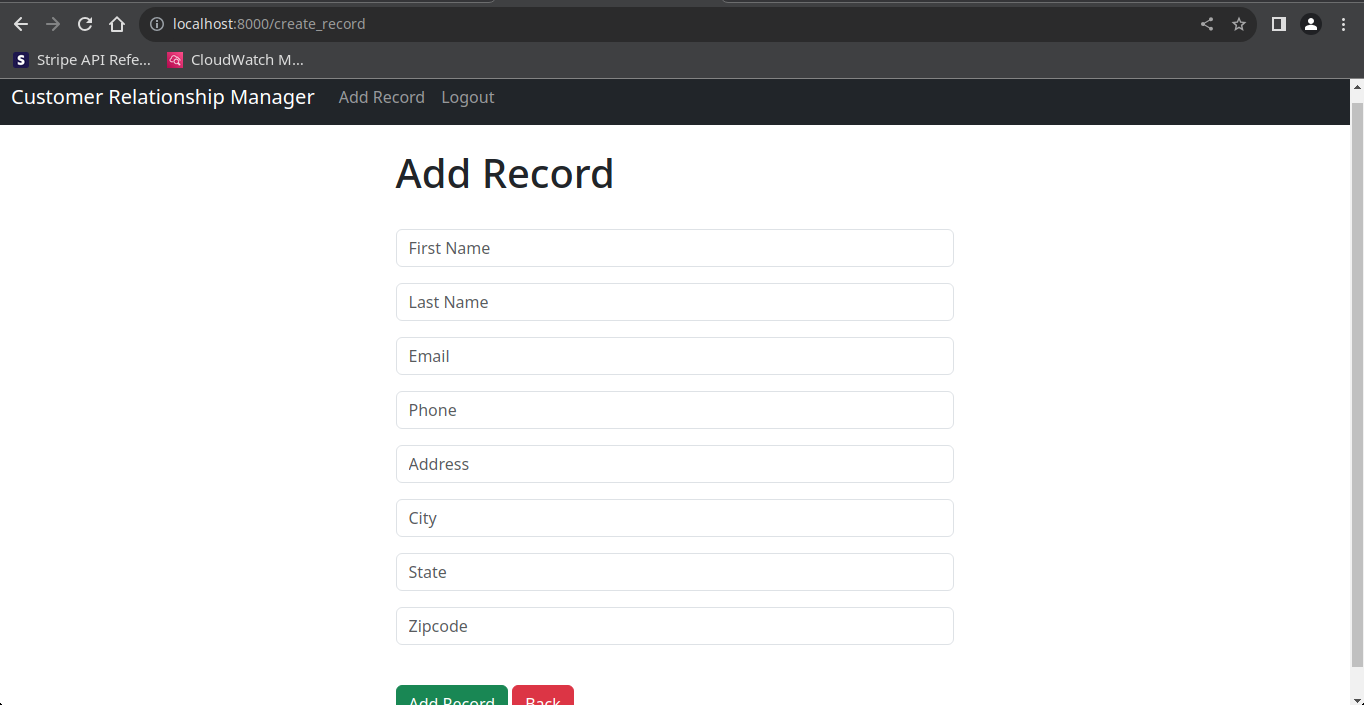 localhost:8000/create_record
S Stripe API Refe... CloudWatch M...
Customer Relationship Manager Add Record Logout
Add Record
First Name
Last Name
Email
Phone
Address
City
State
Zipcode
Add Record Back